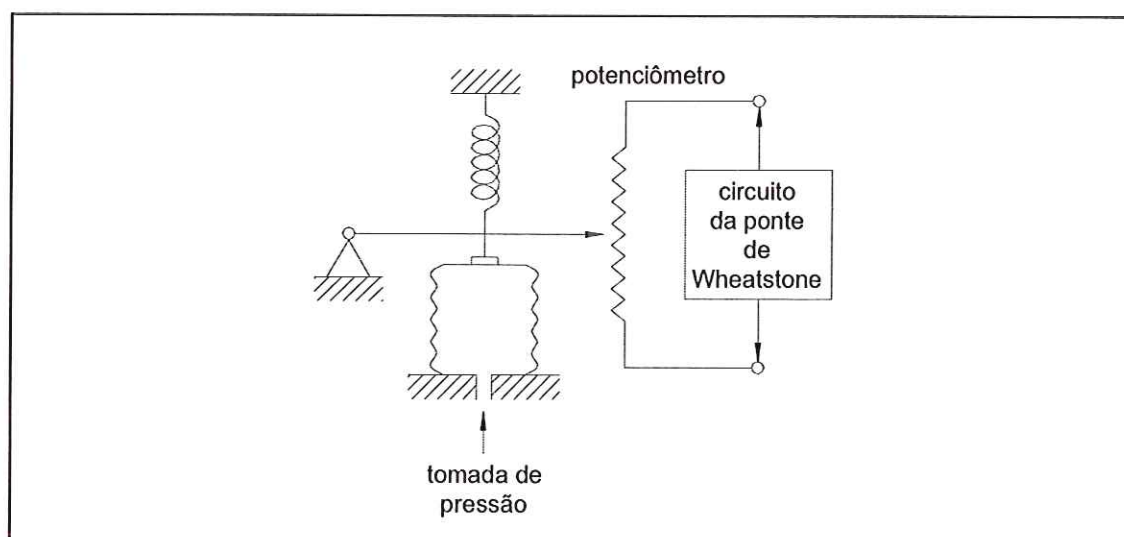 potenciômetro
circuito
da ponte
de
Wheatstone
tomada de
pressão